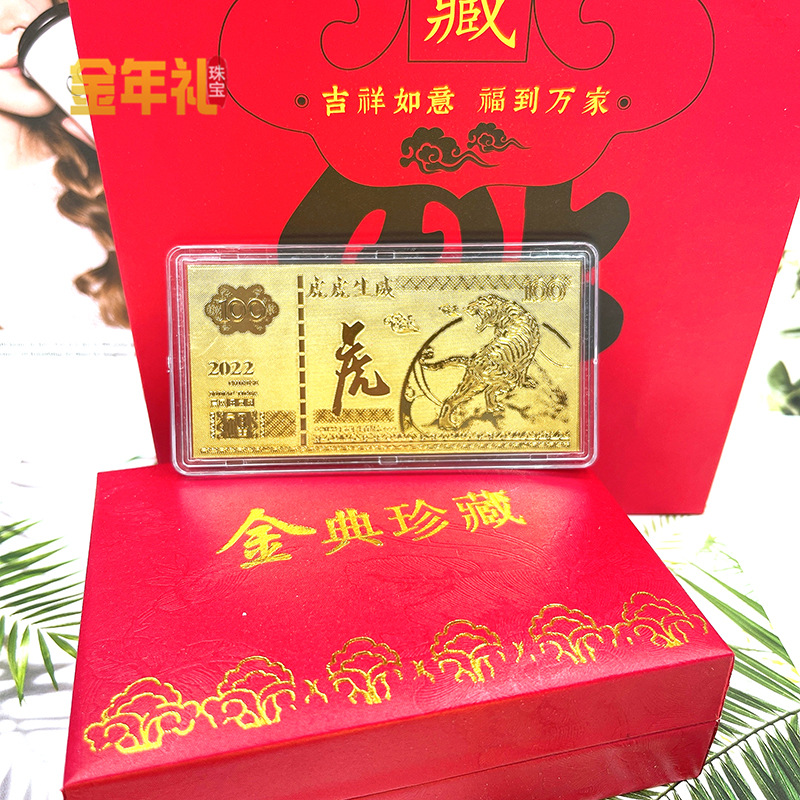 藏
金年礼
珠宝
吉祥如意 福到万家
虎虎生威
100
100
虎
2022
金典珍藏